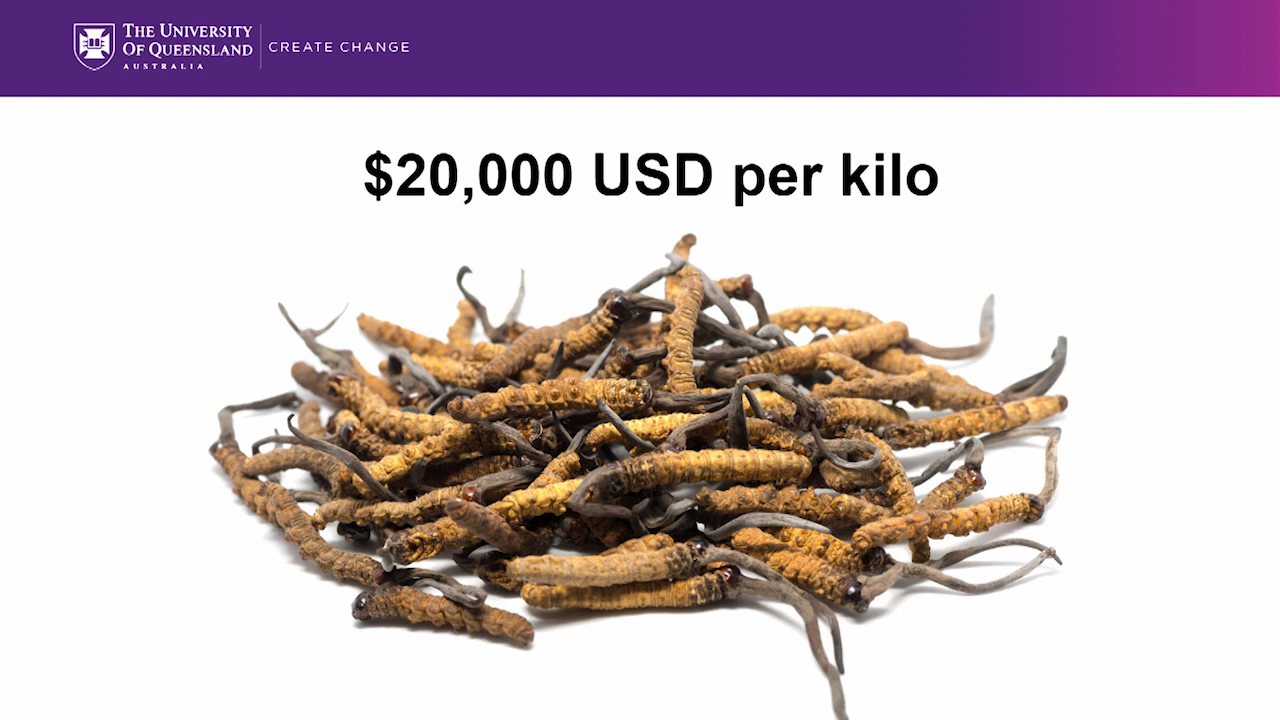 THE UNIVERSITY
OF QUEENSLAND
AUSTRALIA
CREATE CHANGE
$20,000 USD per kilo